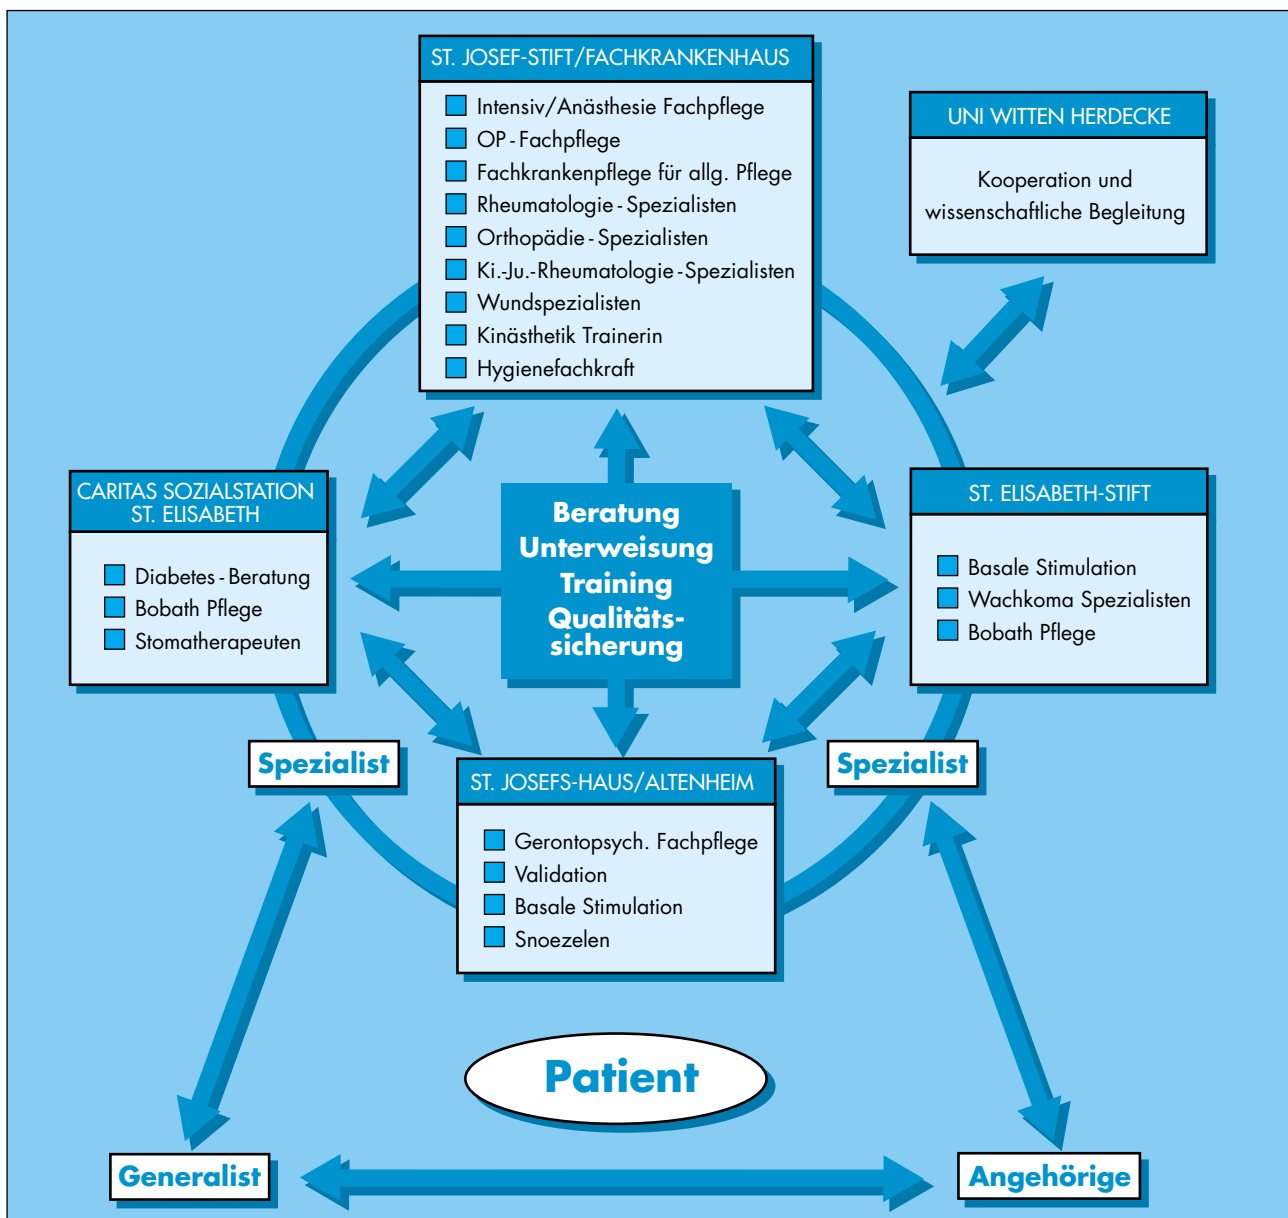 ST. JOSEF-STIFT/FACHKRANKENHAUS
Intensiv/Anästhesie Fachpflege
OP-Fachpflege
Fachkrankenpflege für allg. Pflege
Rheumatologie-Spezialisten
Orthopädie-Spezialisten
Ki.-Ju.-Rheumatologie-Spezialisten
Wundspezialisten
Kinästhetik Trainerin
Hygienefachkraft
UNI WITTEN HERDECKE
Kooperation und
wissenschaftliche Begleitung
CARITAS SOZIALSTATION
ST. ELISABETH
Diabetes-Beratung
Bobath Pflege
Stomatherapeuten
Beratung
Unterweisung
Training
Qualitäts-
sicherung
ST. ELISABETH-STIFT
Basale Stimulation
Wachkoma Spezialisten
Bobath Pflege
Spezialist
Spezialist
ST. JOSEFS-HAUS/ALTENHEIM
Gerontopsych. Fachpflege
Validation
Basale Stimulation
Snoezelen
Patient
Generalist
Angehörige